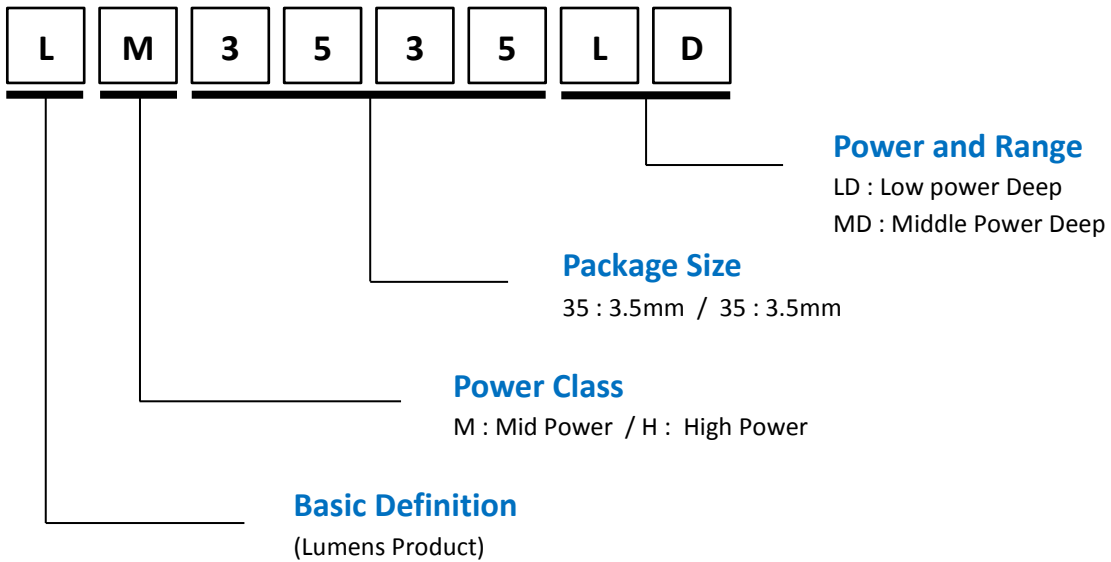 L M 3 5 3 5 L D
Power and Range
LD : Low power Deep
MD : Middle Power Deep
Package Size
35 : 3.5mm / 35 : 3.5mm
Power Class
M : Mid Power / H : High Power
Basic Definition
(Lumens Product)